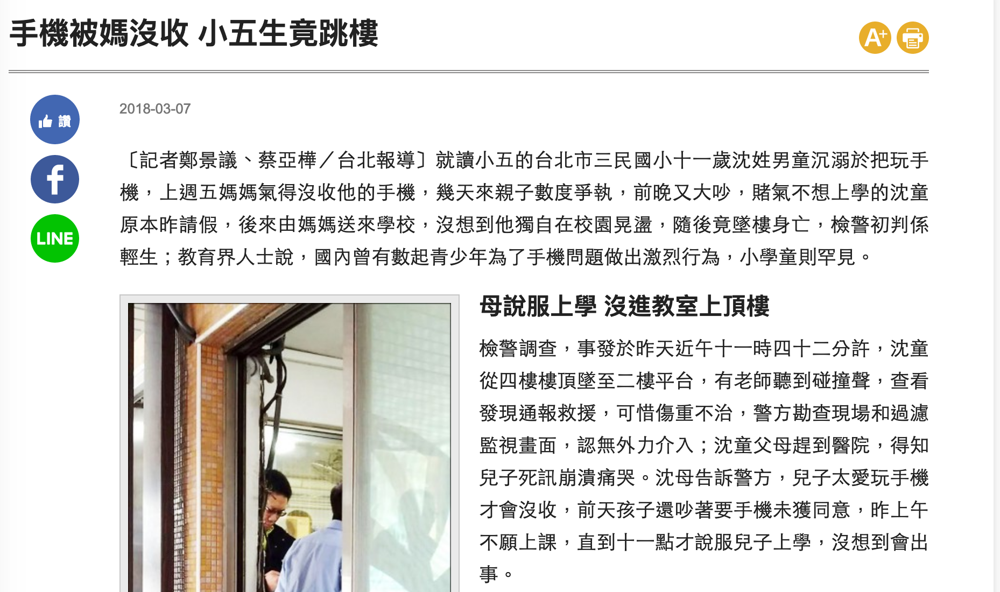 手機被媽沒收 小五生竟跳樓
A+
讚
2018-03-07
f
LINE
〔記者鄭景議、蔡亞樺／台北報導〕就讀小五的台北市三民國小十一歲沈姓男童沉溺於把玩手
機，上週五媽媽氣得沒收他的手機，幾天來親子數度爭執，前晚又大吵，賭氣不想上學的沈童
原本昨請假，後來由媽媽送來學校，沒想到他獨自在校園晃盪，隨後竟墜樓身亡，檢警初判係
輕生；教育界人士說，國內曾有數起青少年為了手機問題做出激烈行為，小學童則罕見。
母說服上學 沒進教室上頂樓
檢警調查，事發於昨天近午十一時四十二分許，沈童
從四樓樓頂墜至二樓平台，有老師聽到碰撞聲，查看
發現通報救援，可惜傷重不治，警方勘查現場和過濾
監視畫面，認無外力介入；沈童父母趕到醫院，得知
兒子死訊崩潰痛哭。沈母告訴警方，兒子太愛玩手機
才會沒收，前天孩子還吵著要手機未獲同意，昨上午
不願上課，直到十一點才說服兒子上學，沒想到會出
事。